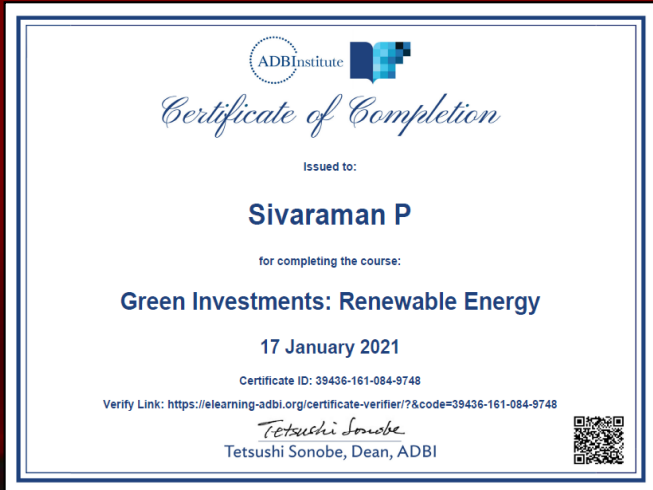 ADBInstitute
Certificate of Completion
Issued to:
Sivaraman P
for completing the course:
Green Investments: Renewable Energy
17 January 2021
Certificate ID: 39436-161-084-9748
Verify Link: https://elearning-adbi.org/certificate-verifier/?&code=39436-161-084-9748
Tetsushi Sonobe
Tetsushi Sonobe, Dean, ADBI